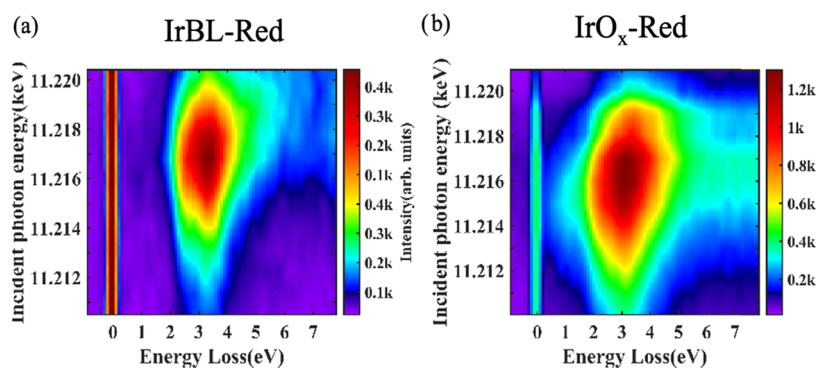 (a)
IrBL-Red
Incident photon energy(keV)
11.220
11.218
11.216
11.214
11.212
0 1 2 3 4 5 6 7
Energy Loss(eV)
0.4k
0.3k
0.1k
0.2k
0.3k
0.2k
0.1k
Intensity(arb. units)
(b)
IrOₓ-Red
Incident photon energy (keV)
11.220
11.218
11.216
11.214
11.212
0 1 2 3 4 5 6 7
Energy Loss(eV)
1.2k
1k
0.8k
0.6k
0.4k
0.2k